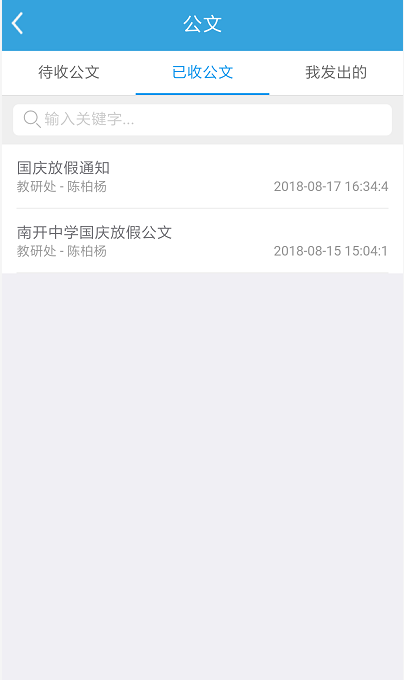 公文
待收公文 已收公文 我发出的
输入关键字...
国庆放假通知
教研处 - 陈柏杨 2018-08-17 16:34:4
南开中学国庆放假公文
教研处 - 陈柏杨 2018-08-15 15:04:1